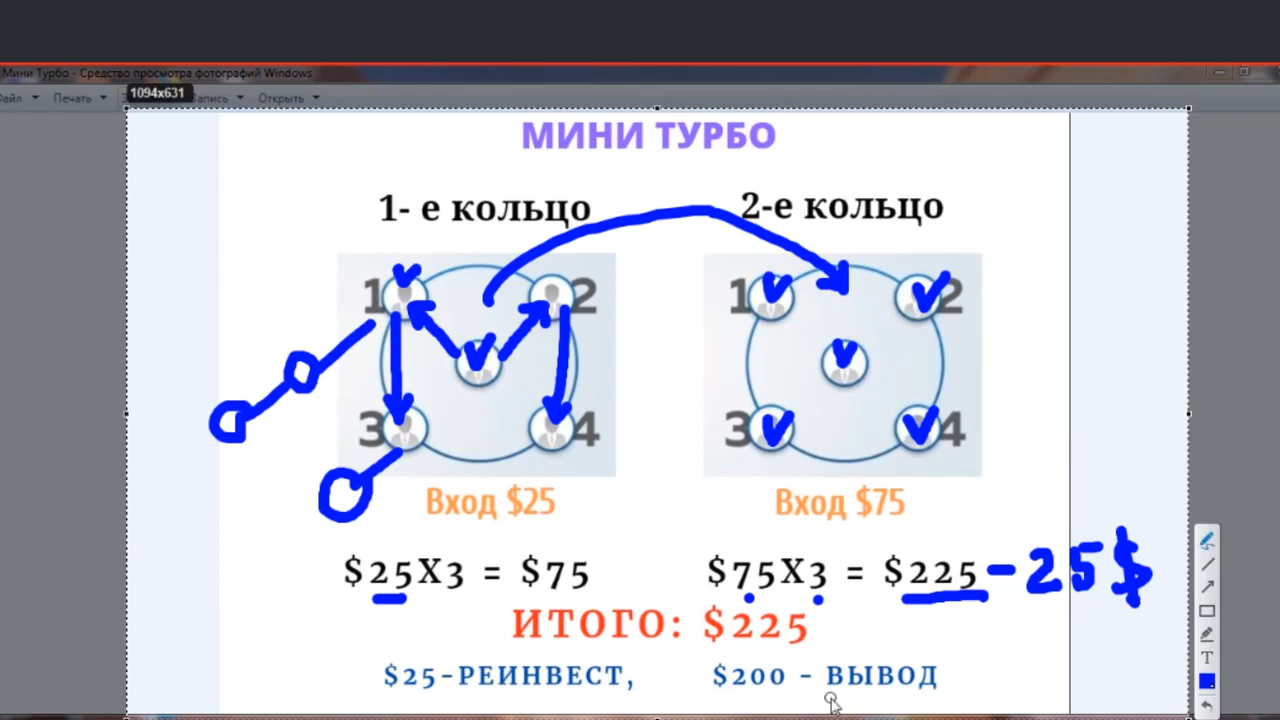 Мини Турбо - Средство просмотра фотографий Windows
1094x631
Файл Печать Запись Открыть
МИНИ ТУРБО
1- е кольцо 2-е кольцо
1 2 1 2
3 4 3 4
Вход $25 Вход $75
$25X3 = $75 $75X3 = $225 - 25$
ИТОГО: $225
$25-РЕИНВЕСТ, $200 - ВЫВОД
T